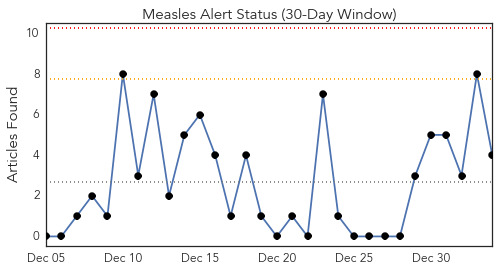 Measles Alert Status (30-Day Window)
Articles Found
10
8
6
4
2
0
Dec 05
Dec 10
Dec 15
Dec 20
Dec 25
Dec 30